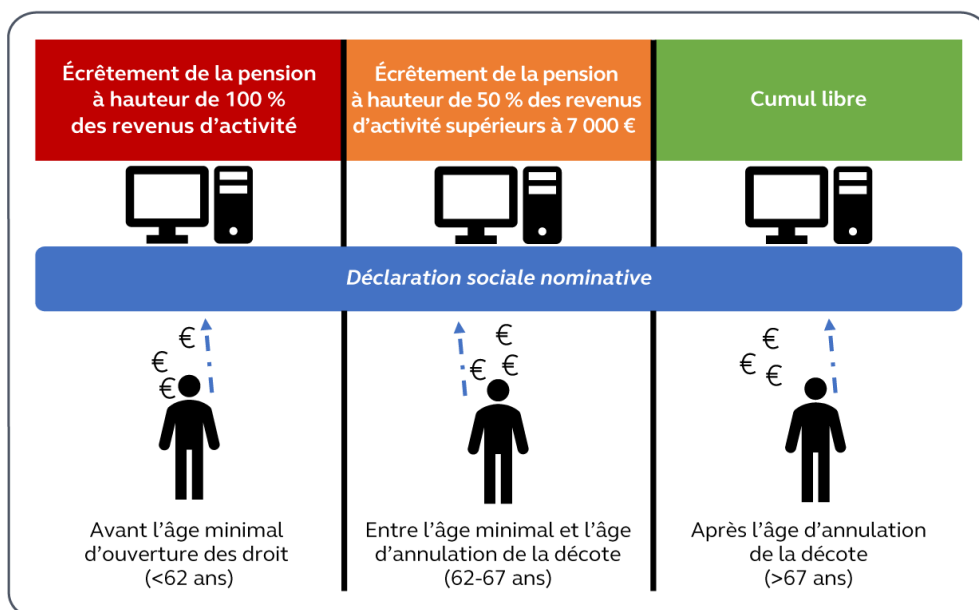 Écrêtement de la pension
à hauteur de 100 %
des revenus d'activité
Écrêtement de la pension
à hauteur de 50 % des revenus
d'activité supérieurs à 7 000 €
Cumul libre
Déclaration sociale nominative
€
€
€
€
€
€
€
€
€
Avant l'âge minimal
d'ouverture des droit
(<62 ans)
Entre l'âge minimal et l'âge
d'annulation de la décote
(62-67 ans)
Après l'âge d'annulation
de la décote
(>67 ans)